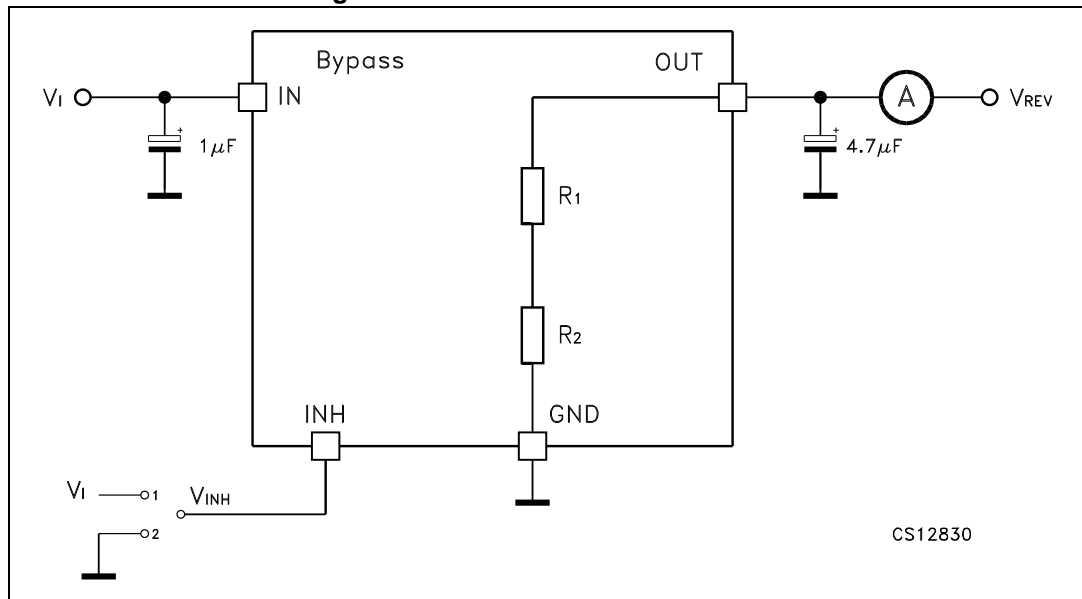 g
Bypass
OUT
VI
IN
A
VREV
+
1μF
+
4.7μF
R1
R2
INH
GND
VI
1
VINH
2
CS12830